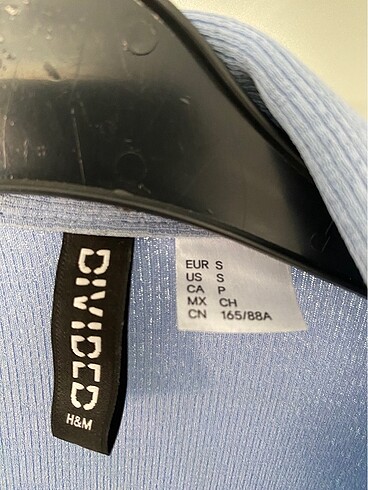 DIVIDED
H&M
EUR S
US S
CA P
MX CH
CN 165/88A